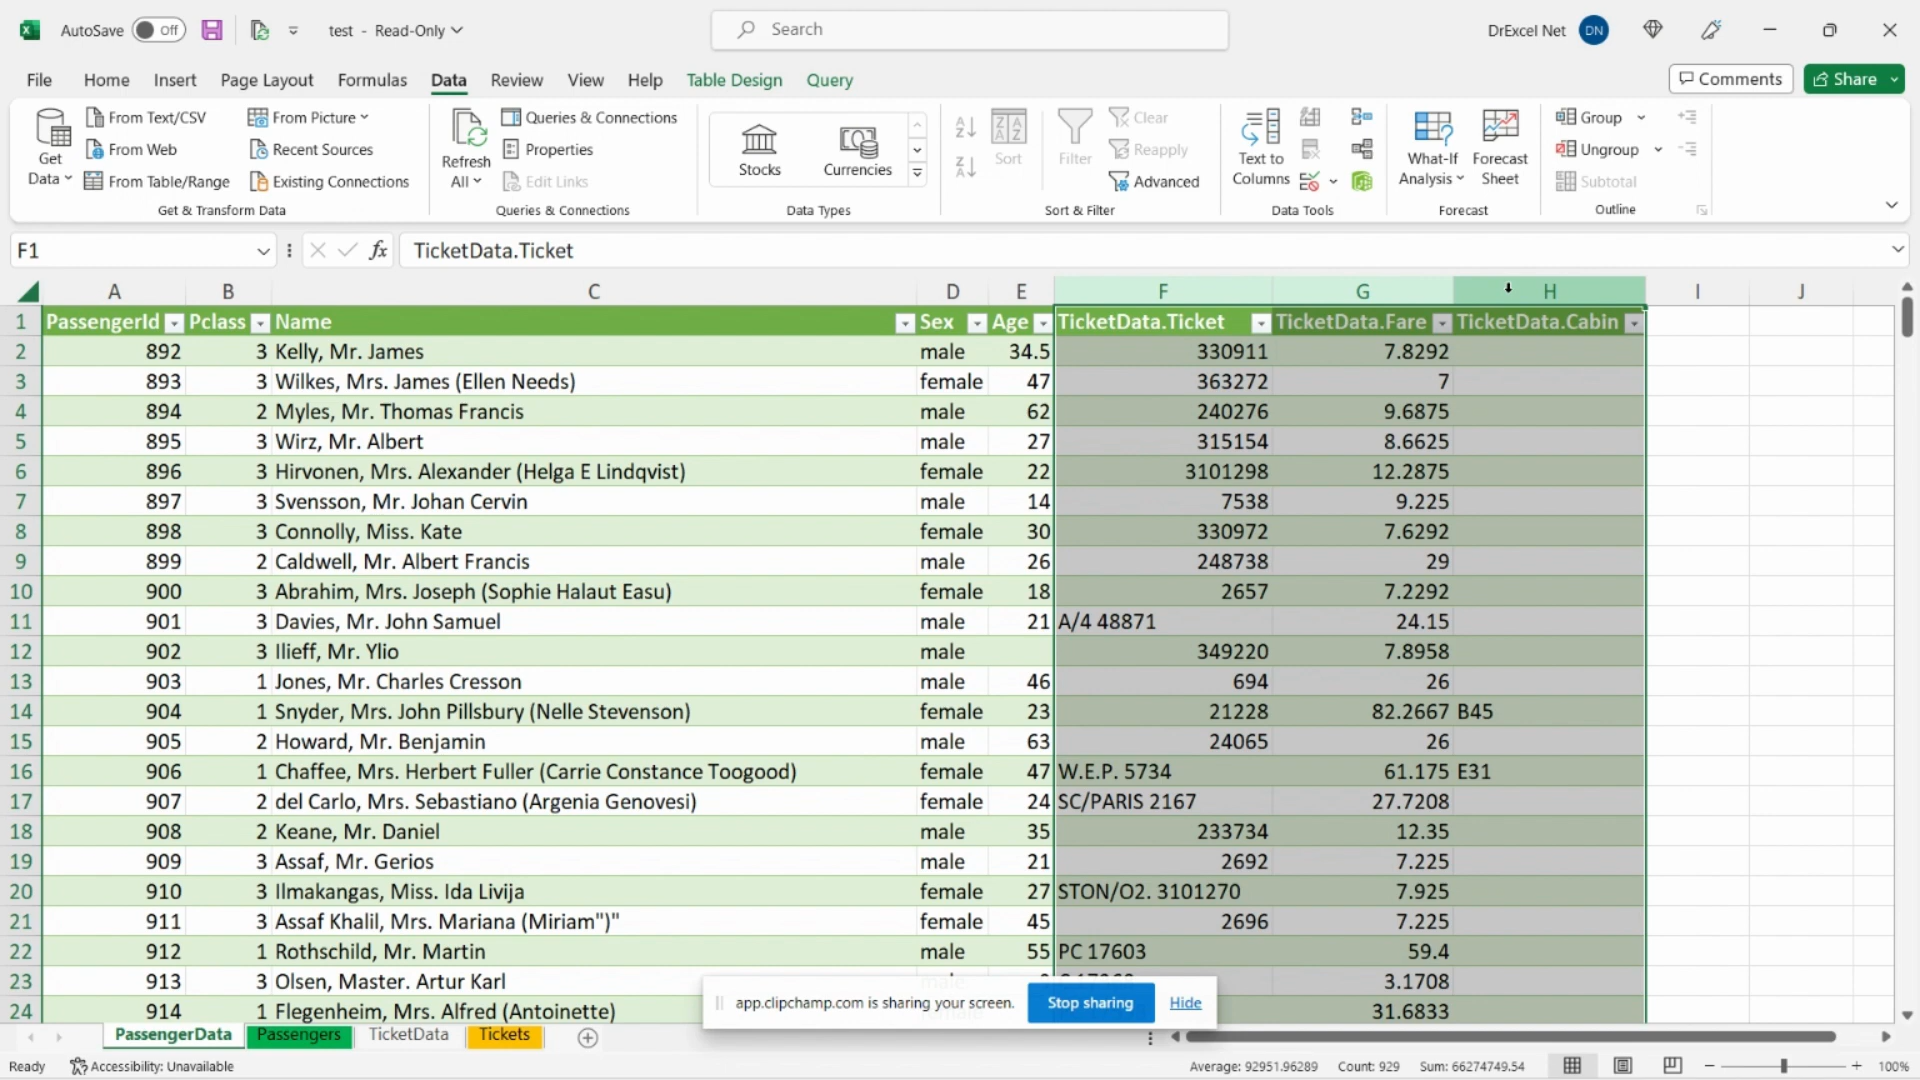 AutoSave Off test - Read-Only Search DrExcel Net DN
File Home Insert Page Layout Formulas Data Review View Help Table Design Query Comments Share
Get Data From Text/CSV From Web From Table/Range From Picture Recent Sources Existing Connections
Get & Transform Data
Refresh All Queries & Connections Properties Edit Links
Queries & Connections
Stocks Currencies
Data Types
Sort Filter Clear Reapply Advanced
Sort & Filter
Text to Columns
Data Tools
What-If Analysis Forecast Sheet
Forecast
Group Ungroup Subtotal
Outline
F1 fx TicketData.Ticket
A B C D E F G H I J
1 PassengerId Pclass Name Sex Age TicketData.Ticket TicketData.Fare TicketData.Cabin
2 892 3 Kelly, Mr. James male 34.5 330911 7.8292
3 893 3 Wilkes, Mrs. James (Ellen Needs) female 47 363272 7
4 894 2 Myles, Mr. Thomas Francis male 62 240276 9.6875
5 895 3 Wirz, Mr. Albert male 27 315154 8.6625
6 896 3 Hirvonen, Mrs. Alexander (Helga E Lindqvist) female 22 3101298 12.2875
7 897 3 Svensson, Mr. Johan Cervin male 14 7538 9.225
8 898 3 Connolly, Miss. Kate female 30 330972 7.6292
9 899 2 Caldwell, Mr. Albert Francis male 26 248738 29
10 900 3 Abrahim, Mrs. Joseph (Sophie Halaut Easu) female 18 2657 7.2292
11 901 3 Davies, Mr. John Samuel male 21 A/4 48871 24.15
12 902 3 Ilieff, Mr. Ylio male 349220 7.8958
13 903 1 Jones, Mr. Charles Cresson male 46 694 26
14 904 1 Snyder, Mrs. John Pillsbury (Nelle Stevenson) female 23 21228 82.2667 B45
15 905 2 Howard, Mr. Benjamin male 63 24065 26
16 906 1 Chaffee, Mrs. Herbert Fuller (Carrie Constance Toogood) female 47 W.E.P. 5734 61.175 E31
17 907 2 del Carlo, Mrs. Sebastiano (Argenia Genovesi) female 24 SC/PARIS 2167 27.7208
18 908 2 Keane, Mr. Daniel male 35 233734 12.35
19 909 3 Assaf, Mr. Gerios male 21 2692 7.225
20 910 3 Ilmakangas, Miss. Ida Livija female 27 STON/O2. 3101270 7.925
21 911 3 Assaf Khalil, Mrs. Mariana (Miriam")" female 45 2696 7.225
22 912 1 Rothschild, Mr. Martin male 55 PC 17603 59.4
23 913 3 Olsen, Master. Artur Karl 3.1708
24 914 1 Flegenheim, Mrs. Alfred (Antoinette) 31.6833
app.clipchamp.com is sharing your screen. Stop sharing Hide
PassengerData Passengers TicketData Tickets
Ready Accessibility: Unavailable Average: 92951.96289 Count: 929 Sum: 66274749.54 100%